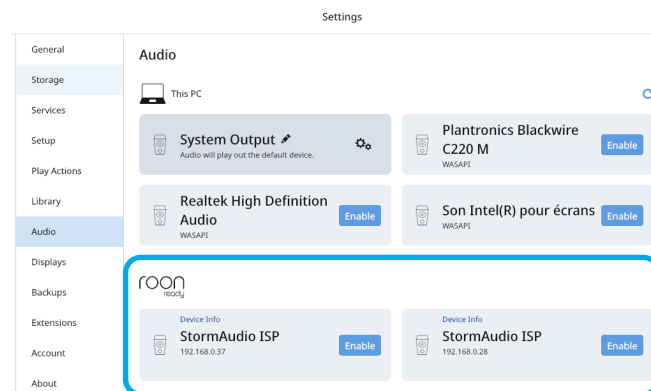 Settings
General
Storage
Services
Setup
Play Actions
Library
Audio
Displays
Backups
Extensions
Account
About
Audio
This PC
System Output
Audio will play out the default device.
Plantronics Blackwire
C220 M
WASAPI
Enable
Realtek High Definition
Audio
WASAPI
Enable
Son Intel(R) pour écrans
WASAPI
Enable
roon
ready
Device Info
StormAudio ISP
192.168.0.37
Enable
Device Info
StormAudio ISP
192.168.0.28
Enable